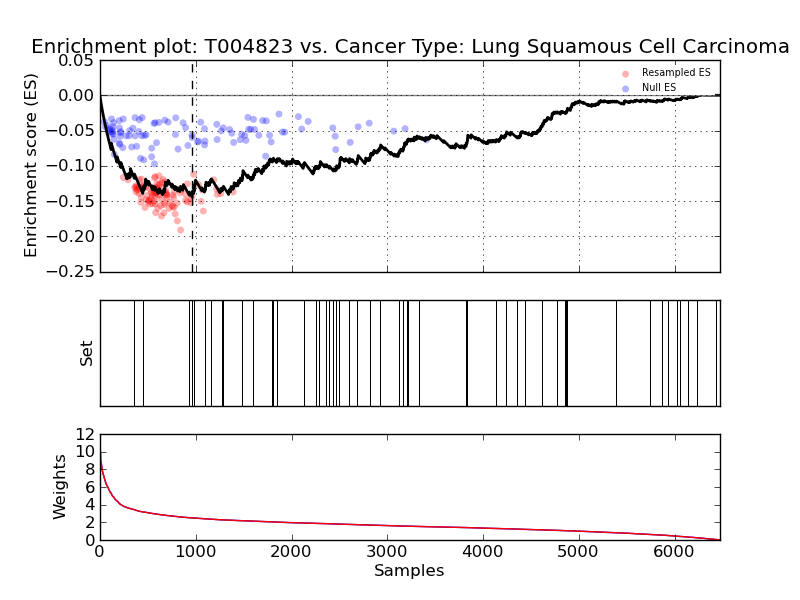 Enrichment plot: T004823 vs. Cancer Type: Lung Squamous Cell Carcinoma
0.05
0.00
−0.05
−0.10
−0.15
−0.20
−0.25
Enrichment score (ES)
Resampled ES
Null ES
Set
12
10
8
6
4
2
0
Weights
0 1000 2000 3000 4000 5000 6000
Samples